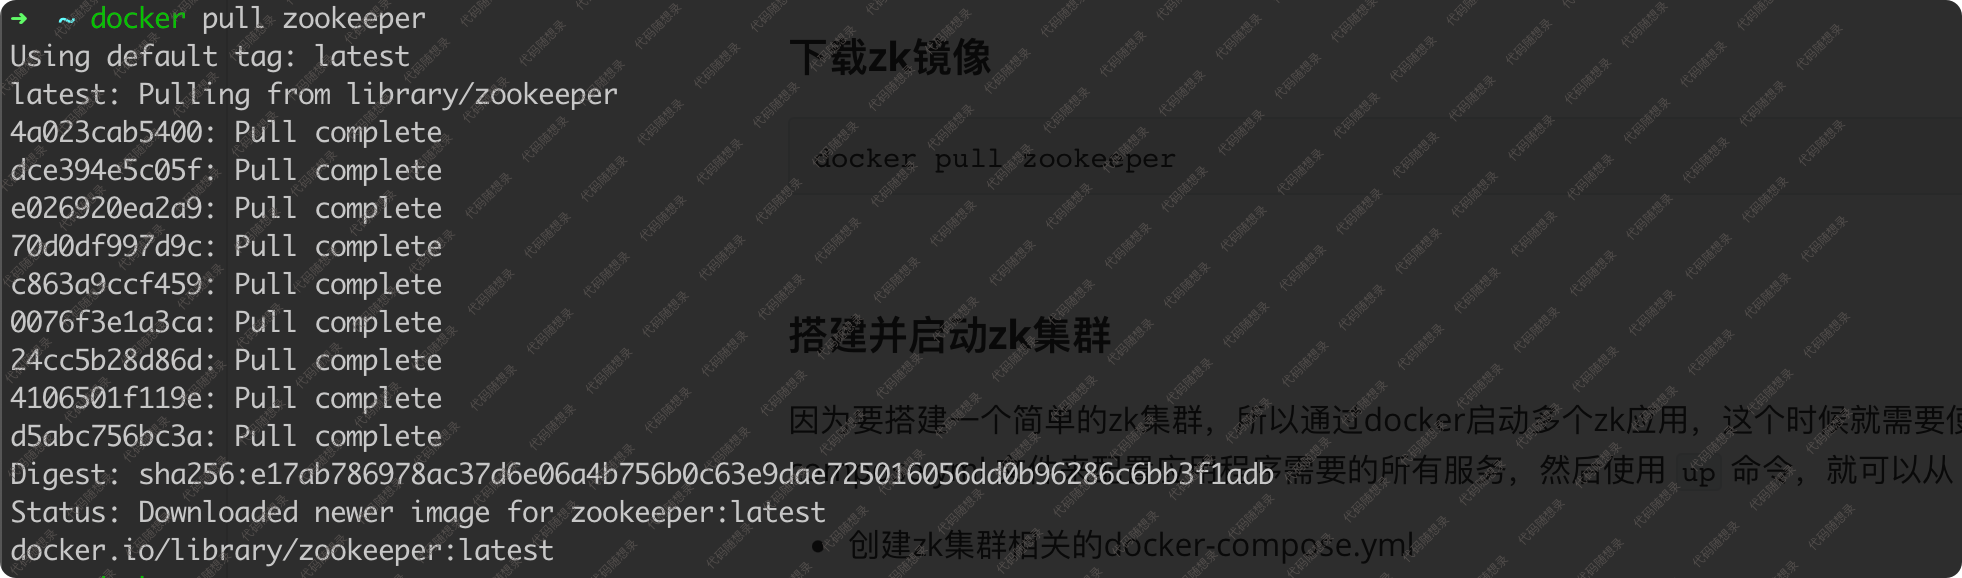 ➜ ~ docker pull zookeeper
Using default tag: latest
latest: Pulling from library/zookeeper
4a023cab5400: Pull complete
dce394e5c05f: Pull complete
e026920ea2a9: Pull complete
70d0df997d9c: Pull complete
c863a9ccf459: Pull complete
0076f3e1a3ca: Pull complete
24cc5b28d86d: Pull complete
4106501f119e: Pull complete
d5abc756bc3a: Pull complete
Digest: sha256:e17ab786978ac37d6e06a4b756b0c63e9dae725016056dd0b96286c6bb3f1adb
Status: Downloaded newer image for zookeeper:latest
docker.io/library/zookeeper:latest
下载zk镜像
docker pull zookeeper
搭建并启动zk集群
因为要搭建一个简单的zk集群，所以通过docker启动多个zk应用，这个时候就需要使
程序需要的所有服务，然后使用 up 命令，就可以从
• 创建zk集群相关的docker-compose.yml
代码随想录